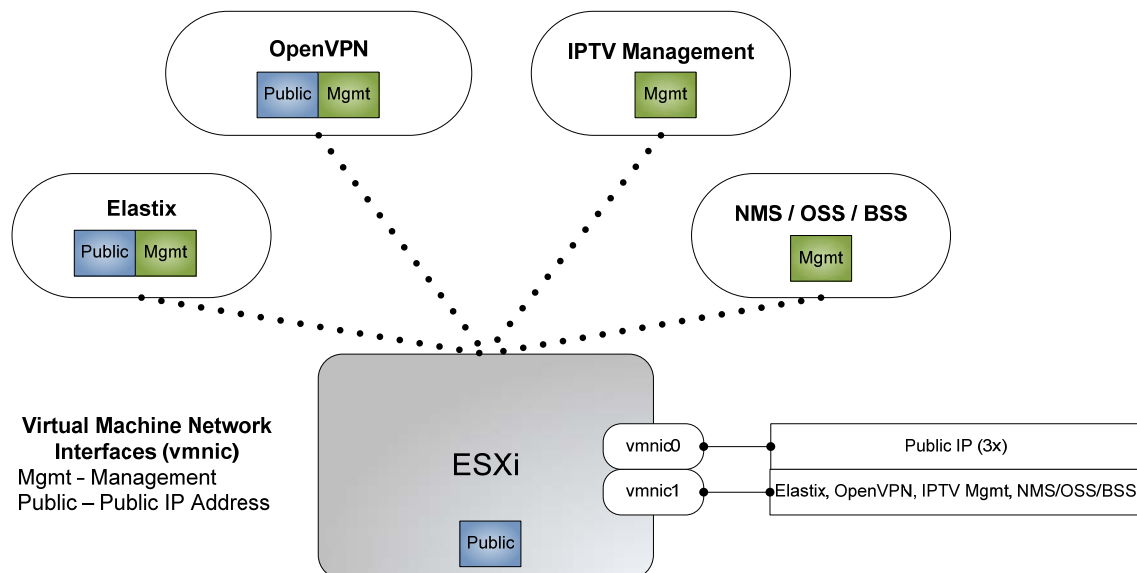 OpenVPN
Public Mgmt
IPTV Management
Mgmt
Elastix
Public Mgmt
NMS / OSS / BSS
Mgmt
Virtual Machine Network
Interfaces (vmnic)
Mgmt - Management
Public – Public IP Address
ESXi
Public
vmnic0
Public IP (3x)
vmnic1
Elastix, OpenVPN, IPTV Mgmt, NMS/OSS/BSS